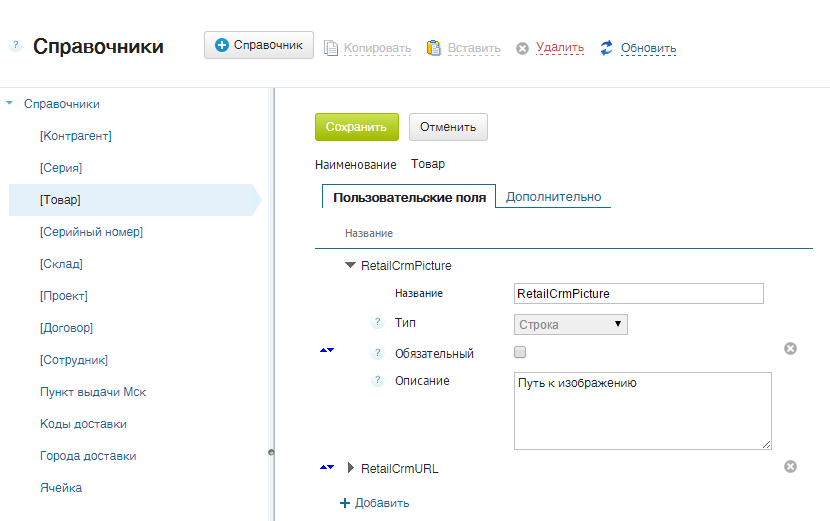 ? Справочники
Справочник Копировать Вставить Удалить Обновить
Справочники
[Контрагент]
[Серия]
[Товар]
[Серийный номер]
[Склад]
[Проект]
[Договор]
[Сотрудник]
Пункт выдачи Мск
Коды доставки
Города доставки
Ячейка
Сохранить Отменить
Наименование Товар
Пользовательские поля Дополнительно
Название
RetailCrmPicture
Название RetailCrmPicture
? Тип Строка
? Обязательный
? Описание Путь к изображению
RetailCrmURL
+ Добавить